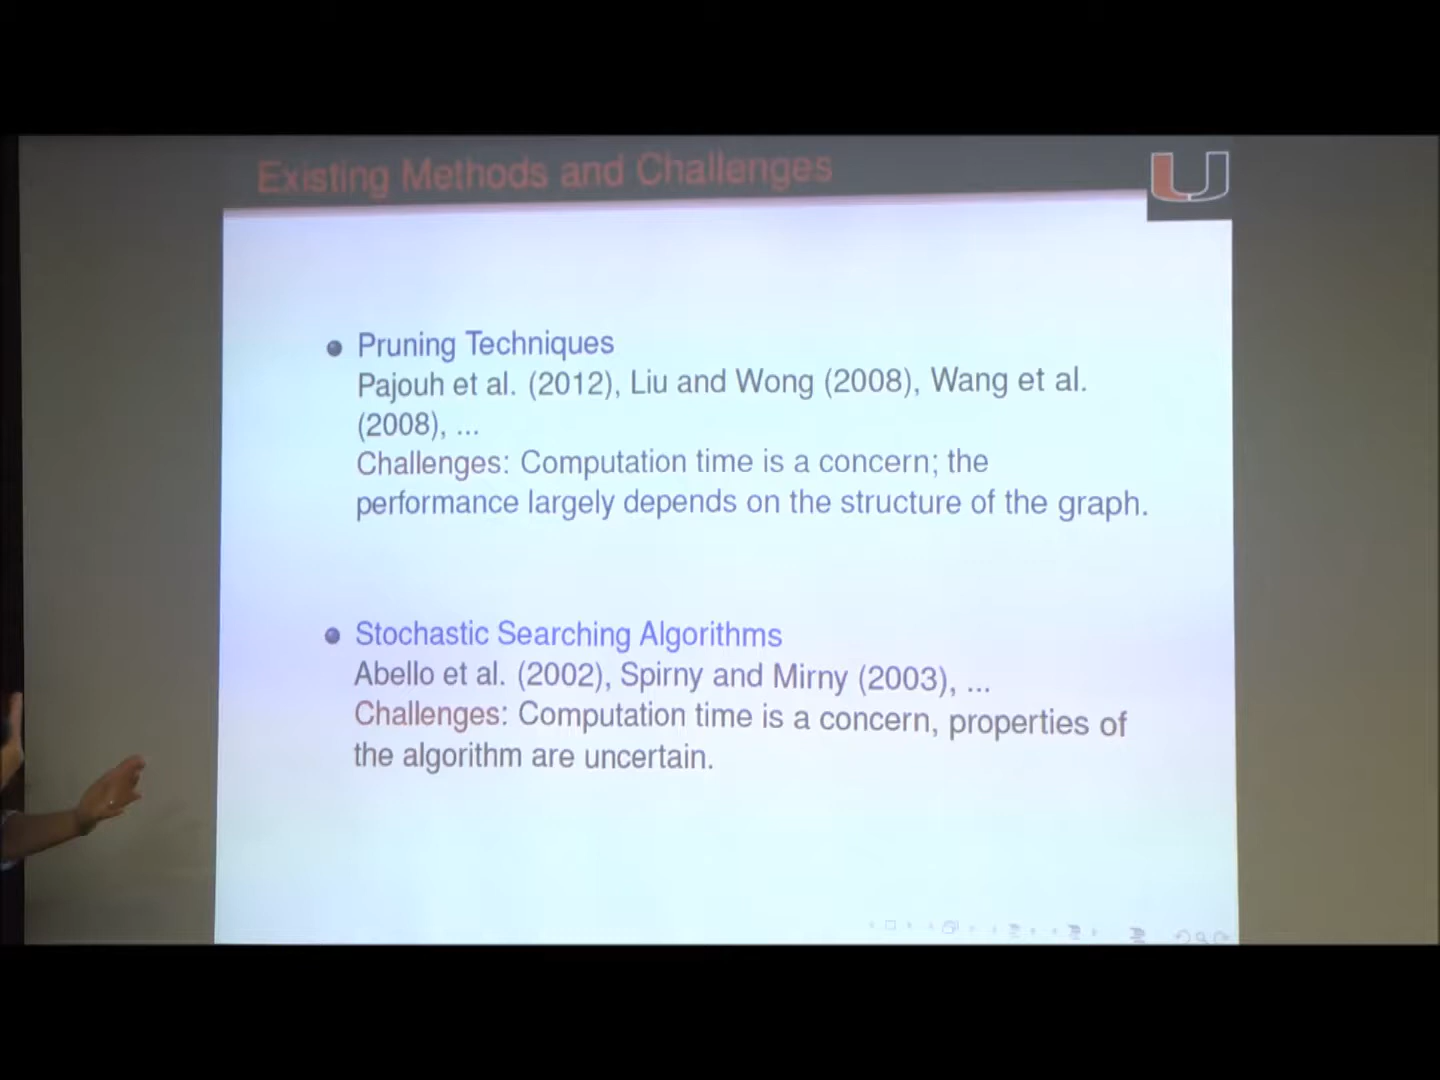 Existing Methods and Challenges
Pruning Techniques
Pajouh et al. (2012), Liu and Wong (2008), Wang et al.
(2008), ...
Challenges: Computation time is a concern; the
performance largely depends on the structure of the graph.
Stochastic Searching Algorithms
Abello et al. (2002), Spirny and Mirny (2003), ...
Challenges: Computation time is a concern, properties of
the algorithm are uncertain.